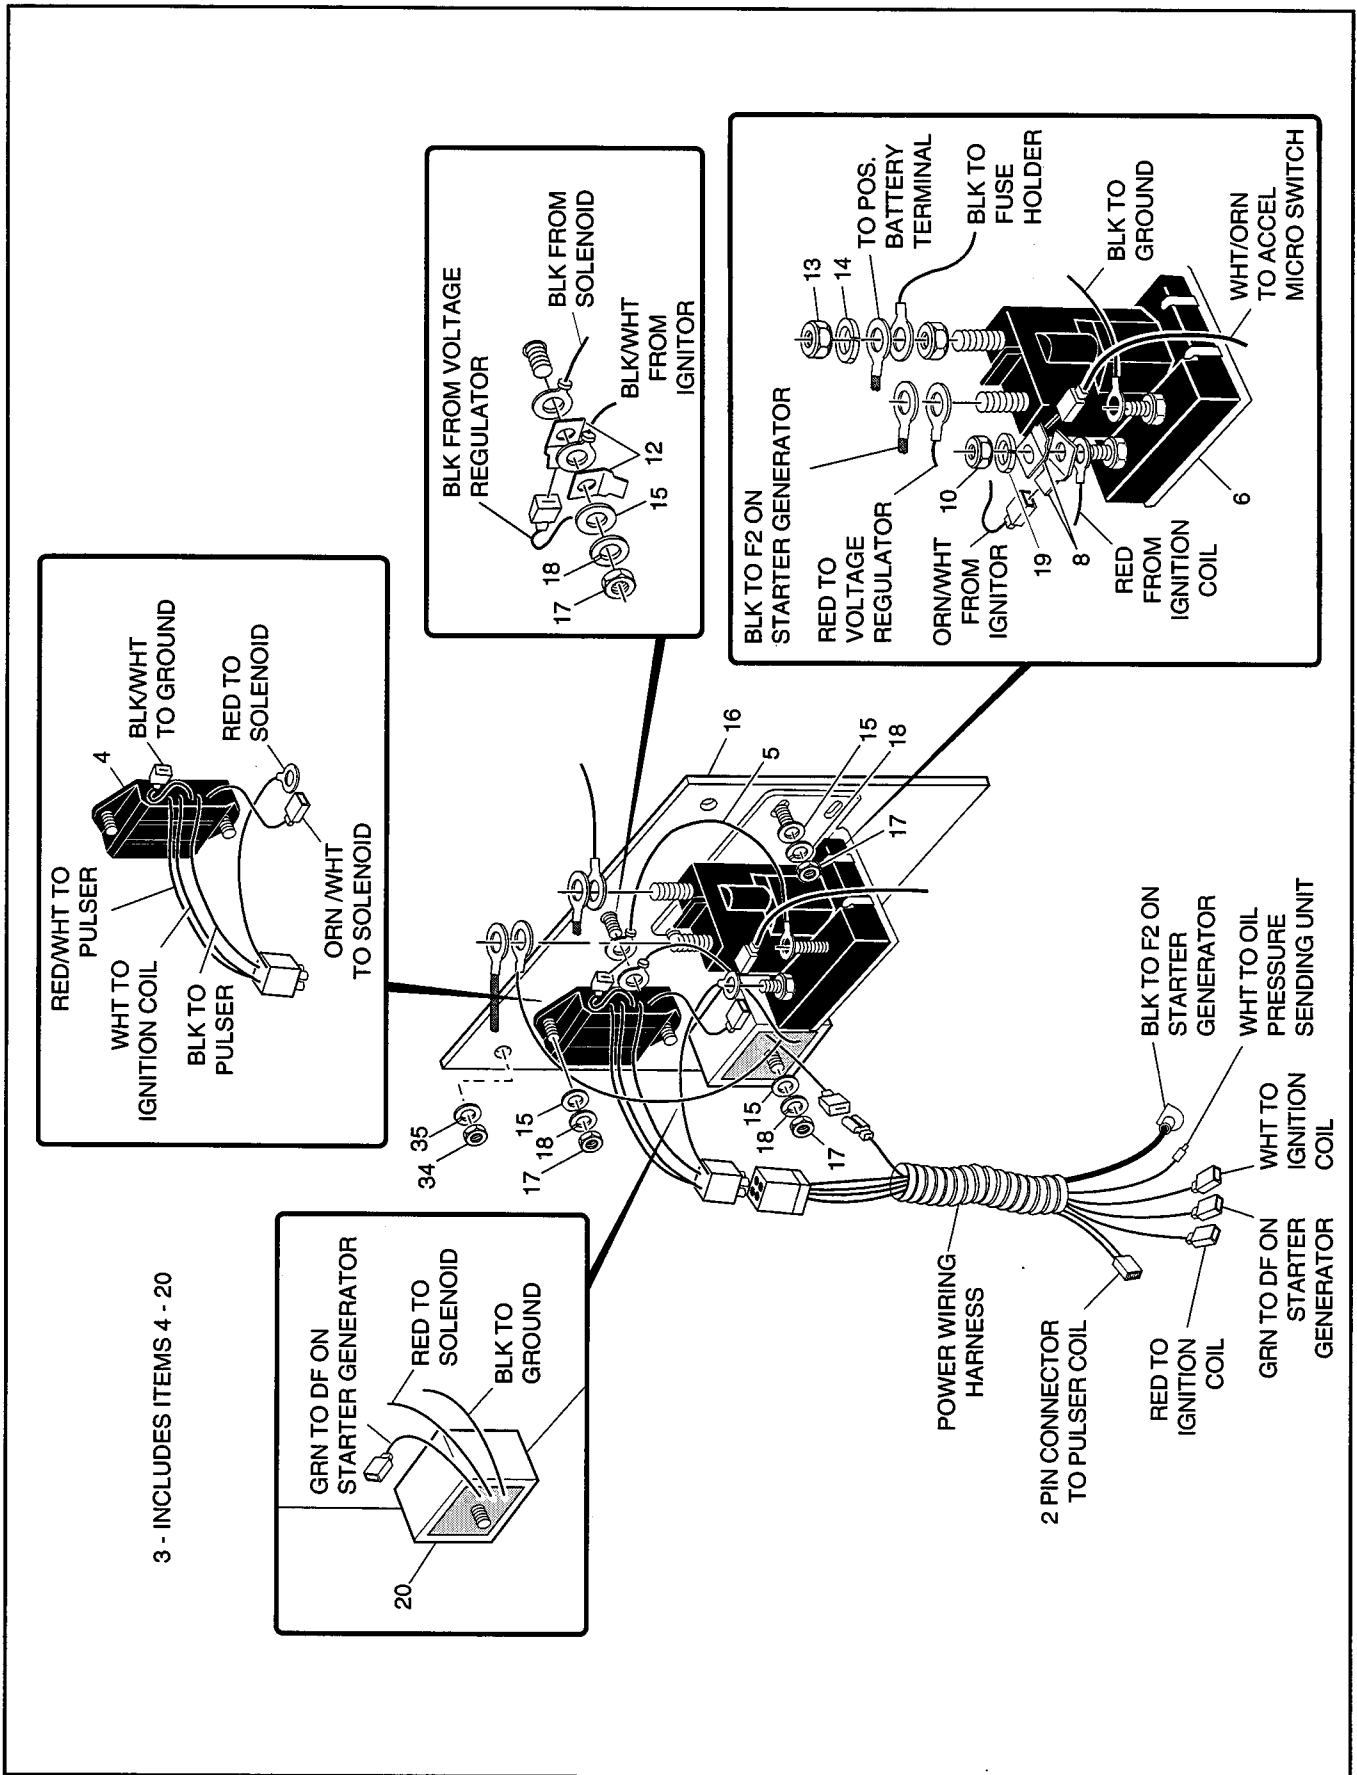 3 - INCLUDES ITEMS 4 - 20
RED/WHT TO
PULSER
WHT TO
IGNITION COIL
BLK TO
PULSER
4
BLK/WHT
TO GROUND
RED TO
SOLENOID
ORN /WHT
TO SOLENOID
GRN TO DF ON
STARTER GENERATOR
RED TO
SOLENOID
BLK TO
GROUND
20
BLK FROM VOLTAGE
REGULATOR
BLK FROM
SOLENOID
BLK/WHT
FROM
IGNITOR
12
15
18
17
34
35
15
18
17
16
5
15
18
17
15
18
17
BLK TO F2 ON
STARTER GENERATOR
RED TO
VOLTAGE
REGULATOR
ORN/WHT
FROM
IGNITOR
10
19
8
RED
FROM
IGNITION
COIL
13
14
TO POS.
BATTERY
TERMINAL
BLK TO
FUSE
HOLDER
BLK TO
GROUND
WHT/ORN
TO ACCEL
MICRO SWITCH
6
POWER WIRING
HARNESS
2 PIN CONNECTOR
TO PULSER COIL
RED TO
IGNITION
COIL
GRN TO DF ON
STARTER
GENERATOR
WHT TO
IGNITION
COIL
WHT TO OIL
PRESSURE
SENDING UNIT
BLK TO F2 ON
STARTER
GENERATOR